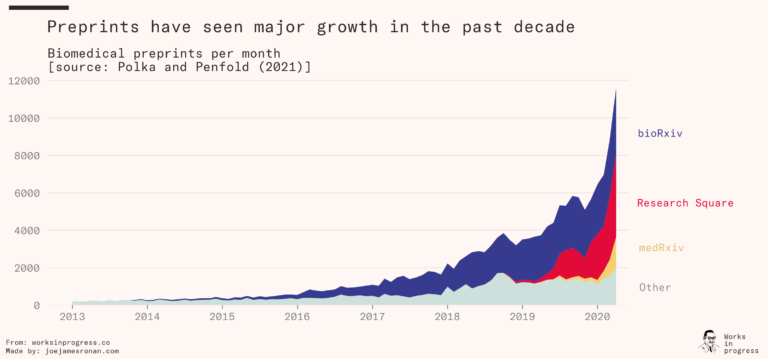 Preprints have seen major growth in the past decade
Biomedical preprints per month
[source: Polka and Penfold (2021)]
12000
10000
8000
6000
4000
2000
0
bioRxiv
Research Square
medRxiv
Other
2013 2014 2015 2016 2017 2018 2019 2020
From: worksinprogress.co
Made by: joejamesronan.com
Works
in
progress